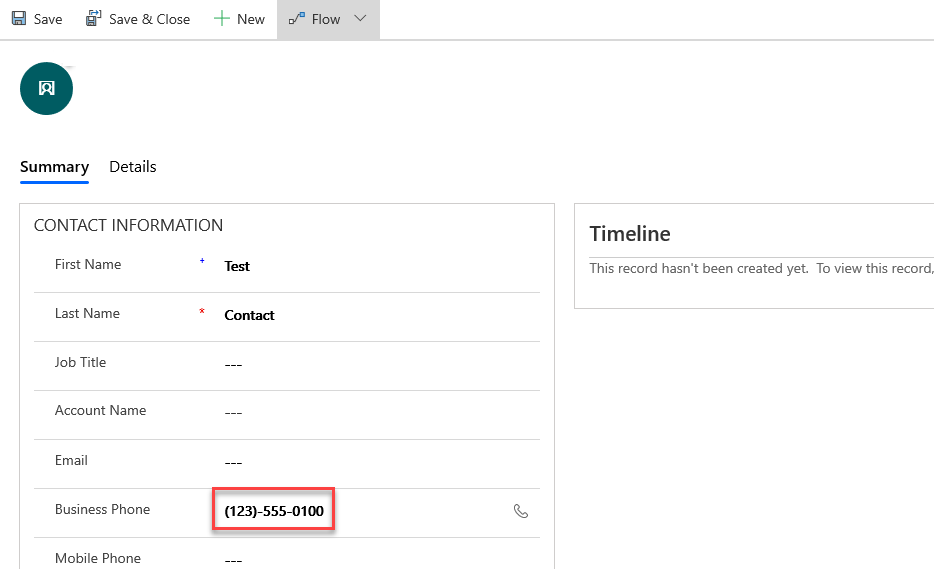 Save Save & Close New Flow
Summary Details
CONTACT INFORMATION
First Name + Test
Last Name * Contact
Job Title ---
Account Name ---
Email ---
Business Phone (123)-555-0100
Mobile Phone ---
Timeline
This record hasn't been created yet. To view this record,